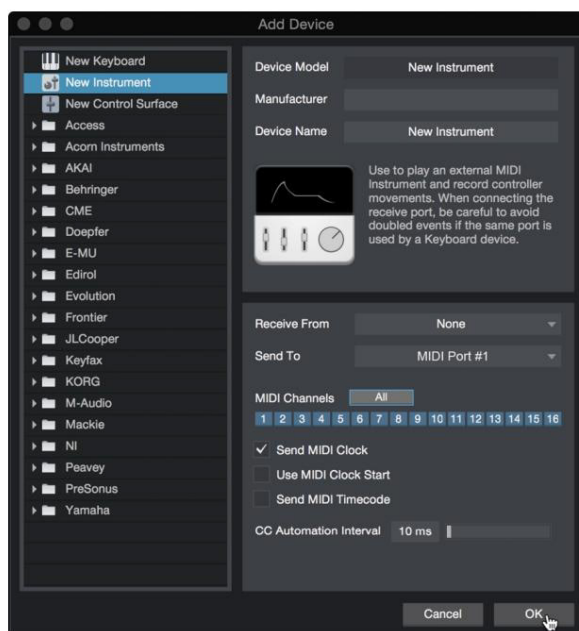 Add Device
New Keyboard
New Instrument
New Control Surface
Access
Acorn Instruments
AKAI
Behringer
CME
Doepfer
E-MU
Edirol
Evolution
Frontier
JLCooper
Keyfax
KORG
M-Audio
Mackie
NI
Peavey
PreSonus
Yamaha
Device Model New Instrument
Manufacturer
Device Name New Instrument
Use to play an external MIDI
Instrument and record controller
movements. When connecting the
receive port, be careful to avoid
doubled events if the same port is
used by a Keyboard device.
Receive From None
Send To MIDI Port #1
MIDI Channels All
1 2 3 4 5 6 7 8 9 10 11 12 13 14 15 16
Send MIDI Clock
Use MIDI Clock Start
Send MIDI Timecode
CC Automation Interval 10 ms
Cancel OK